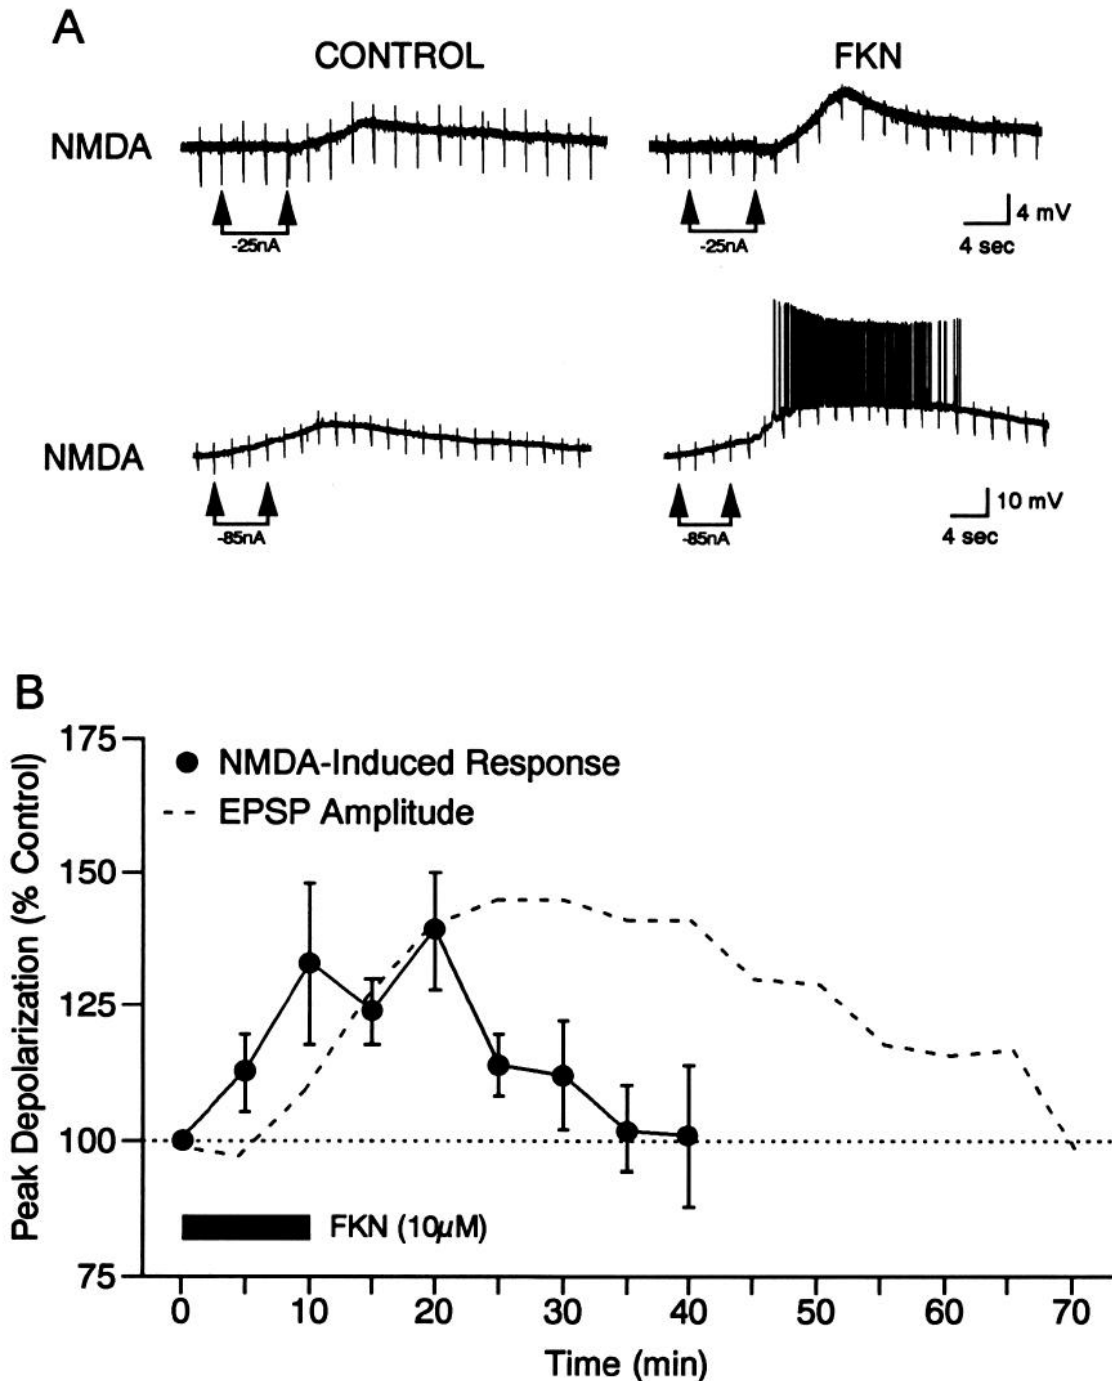 A
CONTROL FKN
NMDA
-25nA -25nA
4 mV
4 sec
NMDA
-85nA -85nA
10 mV
4 sec
B
Peak Depolarization (% Control)
175
150
125
100
75
NMDA-Induced Response
EPSP Amplitude
FKN (10µM)
0 10 20 30 40 50 60 70
Time (min)